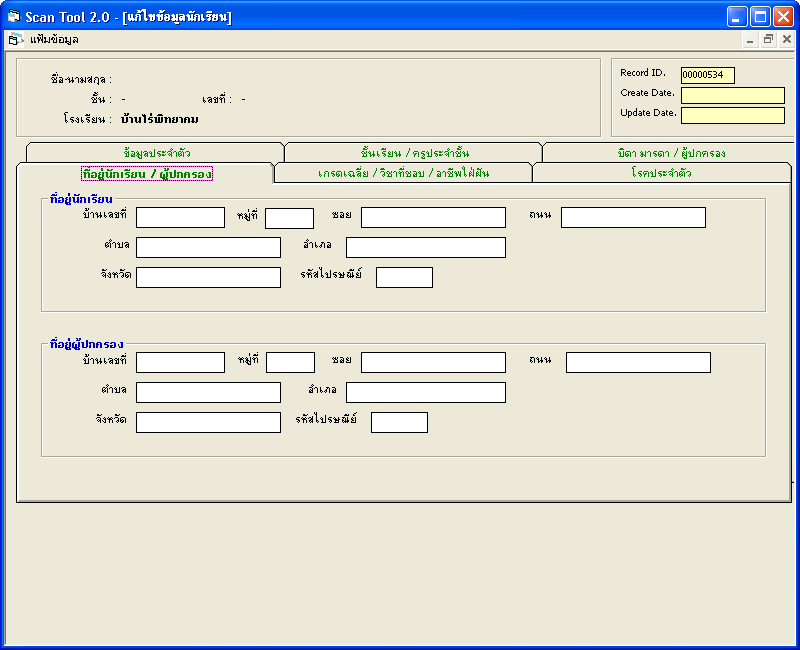 Scan Tool 2.0 - [แก้ไขข้อมูลนักเรียน]
แฟ้มข้อมูล
ชื่อ-นามสกุล :
ชั้น : - เลขที่ : -
โรงเรียน : บ้านไร่พิทยาคม
Record ID. 00000534
Create Date.
Update Date.
ข้อมูลประจำตัว ชั้นเรียน / ครูประจำชั้น บิดา มารดา / ผู้ปกครอง
ที่อยู่นักเรียน / ผู้ปกครอง เกรดเฉลี่ย / วิชาที่ชอบ / อาชีพใฝ่ฝัน โรคประจำตัว
ที่อยู่นักเรียน
บ้านเลขที่ หมู่ที่ ซอย ถนน
ตำบล อำเภอ
จังหวัด รหัสไปรษณีย์
ที่อยู่ผู้ปกครอง
บ้านเลขที่ หมู่ที่ ซอย ถนน
ตำบล อำเภอ
จังหวัด รหัสไปรษณีย์